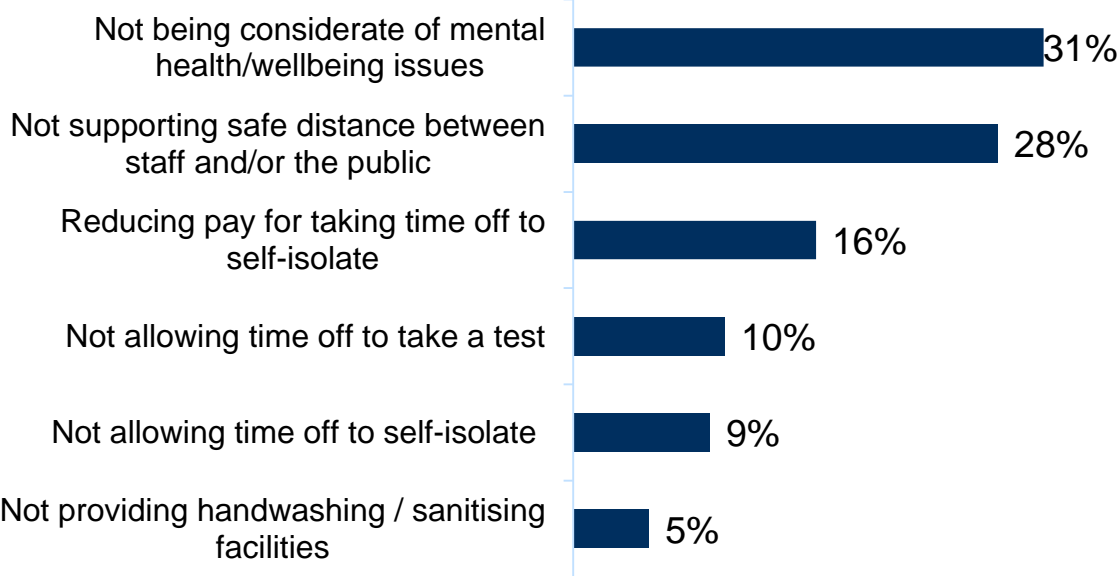 Not being considerate of mental
health/wellbeing issues
31%
Not supporting safe distance between
staff and/or the public
28%
Reducing pay for taking time off to
self-isolate
16%
Not allowing time off to take a test
10%
Not allowing time off to self-isolate
9%
Not providing handwashing / sanitising
facilities
5%